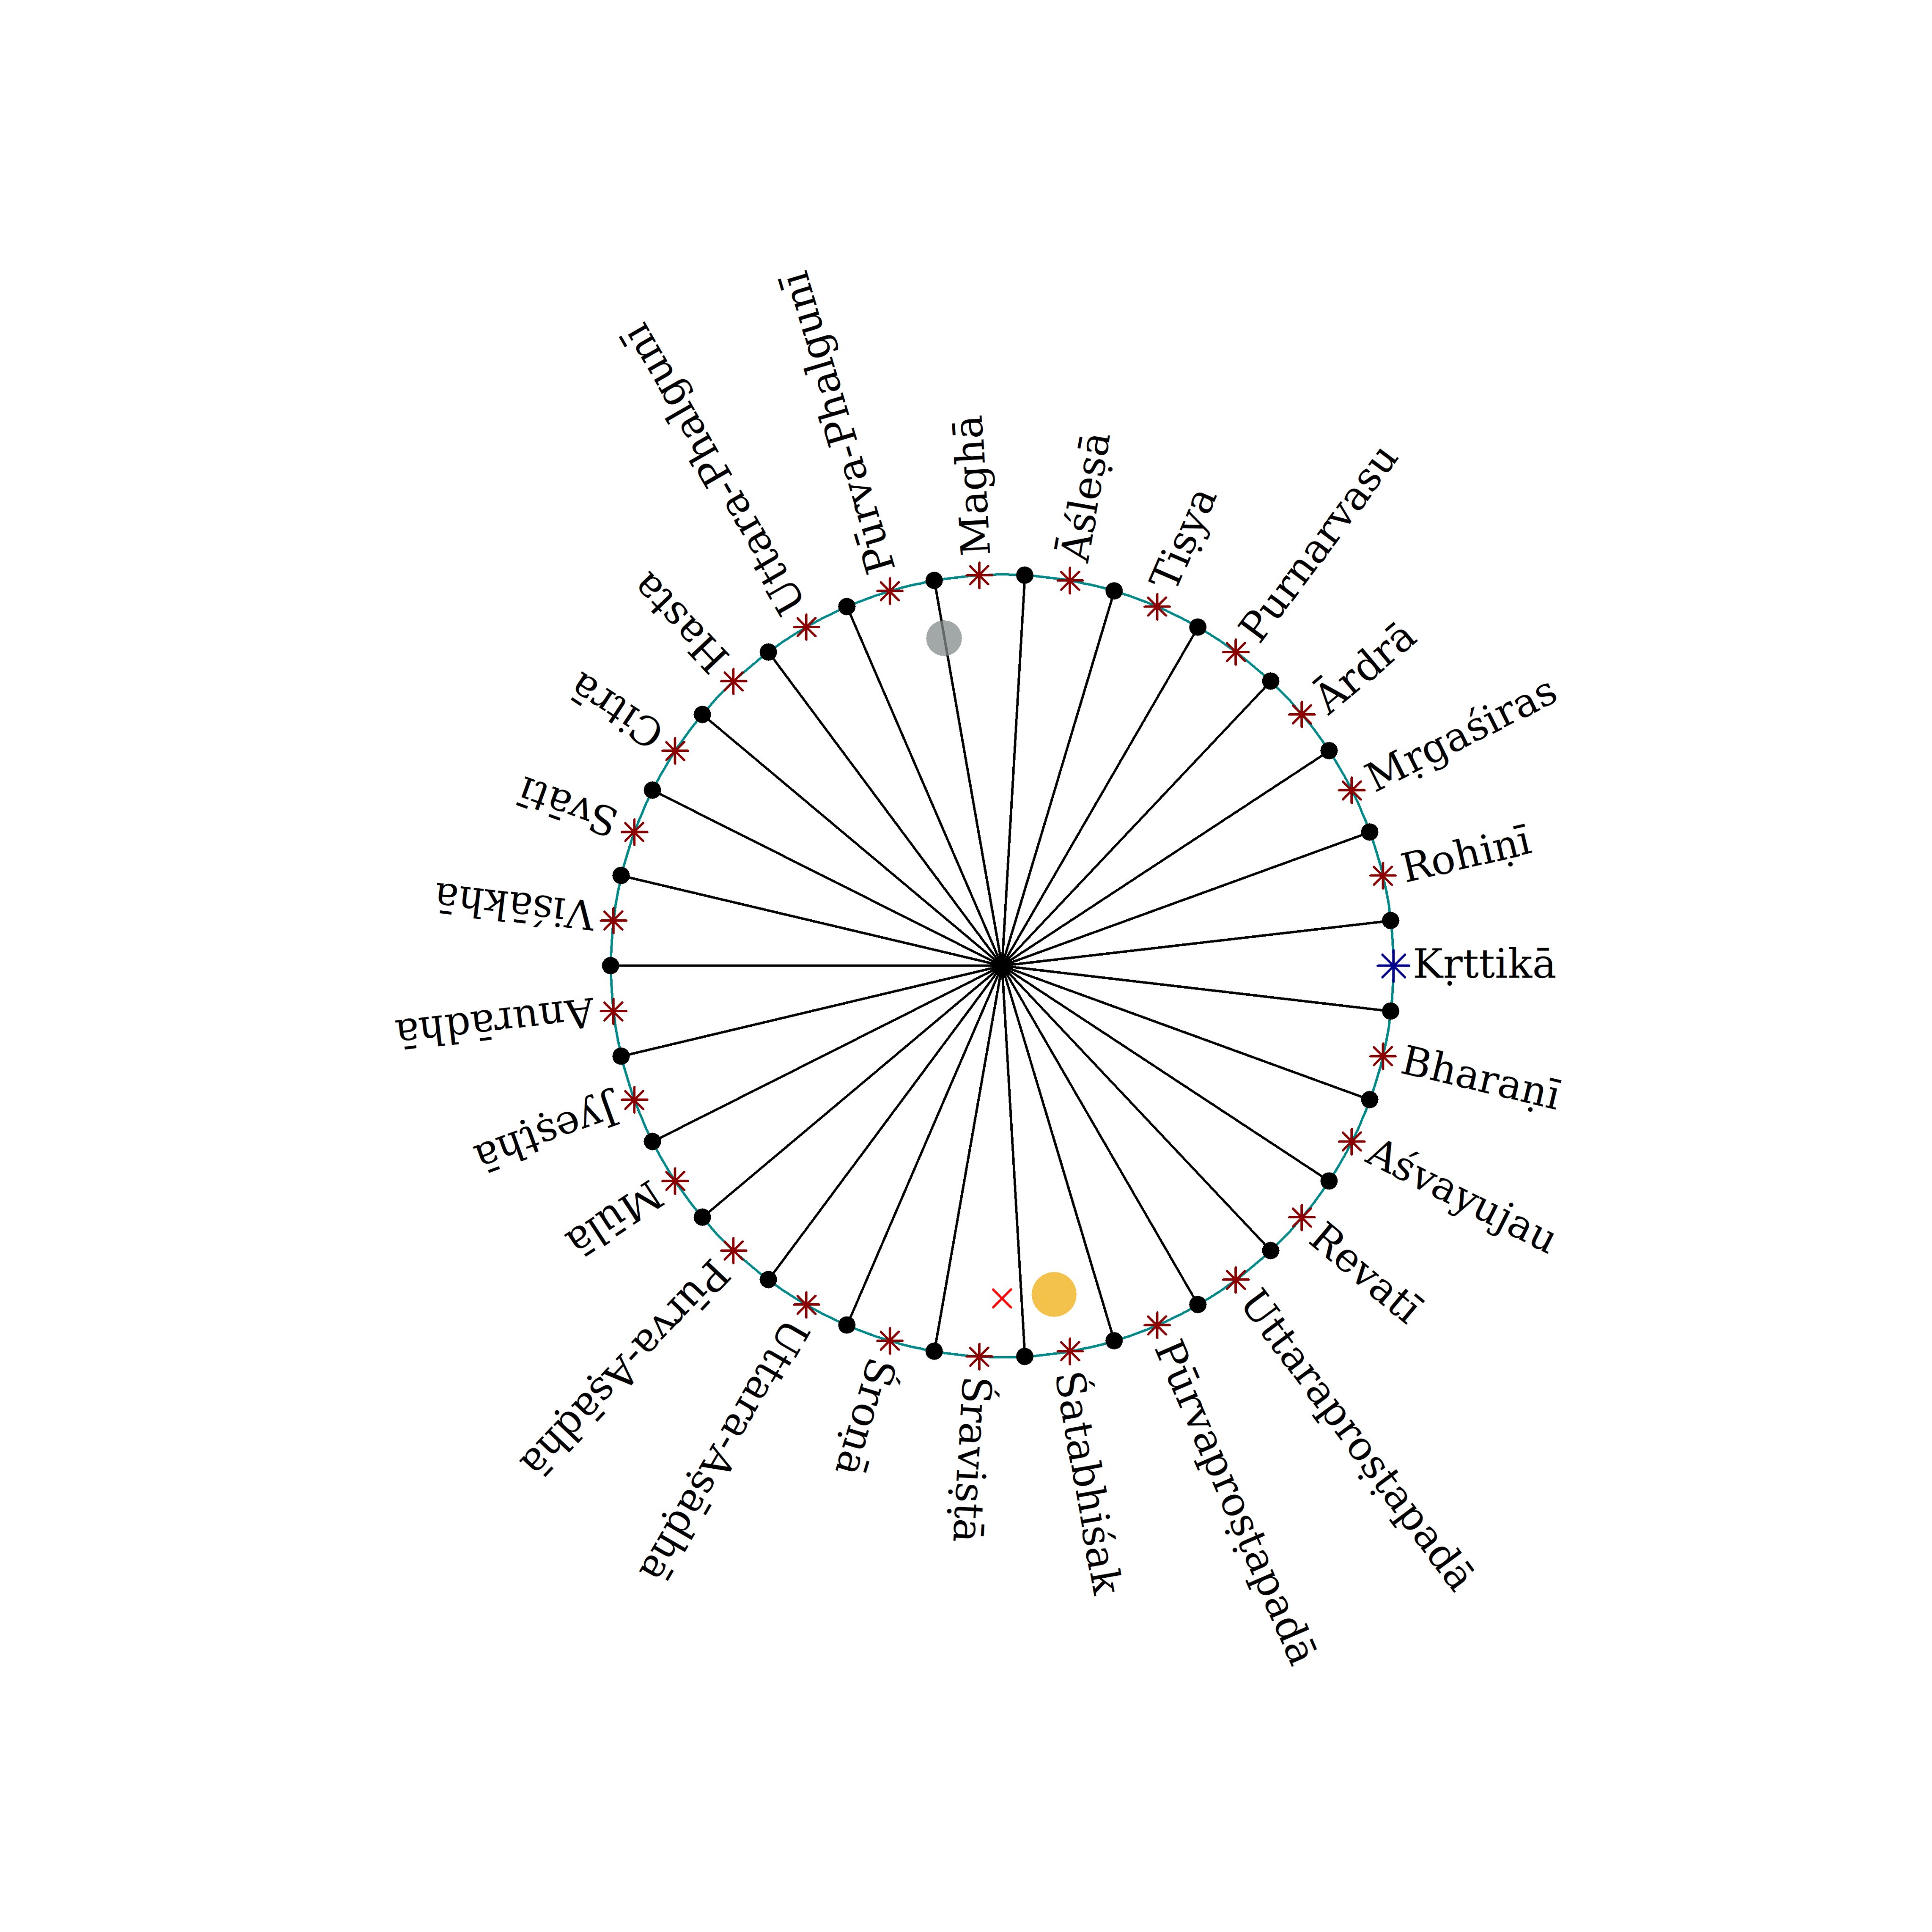 Kṛttikā
Rohiṇī
Mṛgaśiras
Ārdrā
Purnarvasu
Tiṣya
Āśleṣā
Maghā
Pūrva-Phalgunī
Uttara-Phalgunī
Hasta
Citrā
Svātī
Viśākhā
Anurādhā
Jyeṣṭhā
Mūlā
Pūrva-Aṣāḍhā
Uttara-Aṣāḍhā
Śroṇā
Śraviṣṭā
Śatabhiśak
Pūrvaproṣṭapadā
Uttaraproṣṭapadā
Revatī
Aśvayujau
Bharaṇī